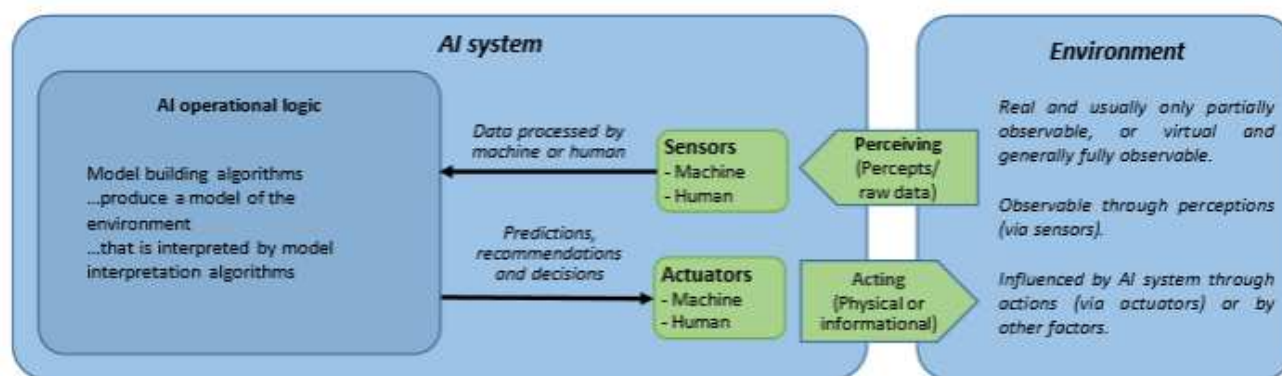 AI system
AI operational logic
Model building algorithms
...produce a model of the
environment
...that is interpreted by model
interpretation algorithms
Data processed by
machine or human
Predictions,
recommendations
and decisions
Sensors
- Machine
- Human
Actuators
- Machine
- Human
Perceiving
(Percepts/
raw data)
Acting
(Physical or
informational)
Environment
Real and usually only partially
observable, or virtual and
generally fully observable.
Observable through perceptions
(via sensors).
Influenced by AI system through
actions (via actuators) or by
other factors.